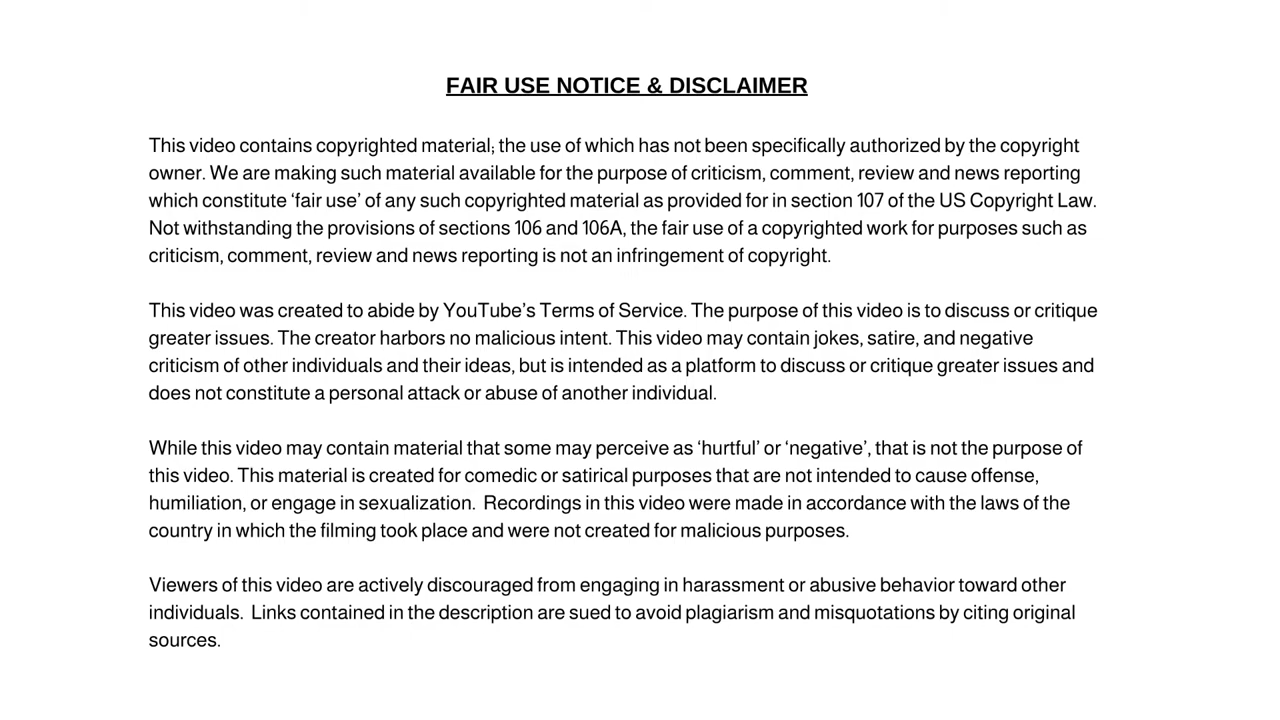 FAIR USE NOTICE & DISCLAIMER
This video contains copyrighted material; the use of which has not been specifically authorized by the copyright
owner. We are making such material available for the purpose of criticism, comment, review and news reporting
which constitute ‘fair use’ of any such copyrighted material as provided for in section 107 of the US Copyright Law.
Not withstanding the provisions of sections 106 and 106A, the fair use of a copyrighted work for purposes such as
criticism, comment, review and news reporting is not an infringement of copyright.
This video was created to abide by YouTube’s Terms of Service. The purpose of this video is to discuss or critique
greater issues. The creator harbors no malicious intent. This video may contain jokes, satire, and negative
criticism of other individuals and their ideas, but is intended as a platform to discuss or critique greater issues and
does not constitute a personal attack or abuse of another individual.
While this video may contain material that some may perceive as ‘hurtful’ or ‘negative’, that is not the purpose of
this video. This material is created for comedic or satirical purposes that are not intended to cause offense,
humiliation, or engage in sexualization.  Recordings in this video were made in accordance with the laws of the
country in which the filming took place and were not created for malicious purposes.
Viewers of this video are actively discouraged from engaging in harassment or abusive behavior toward other
individuals.  Links contained in the description are sued to avoid plagiarism and misquotations by citing original
sources.